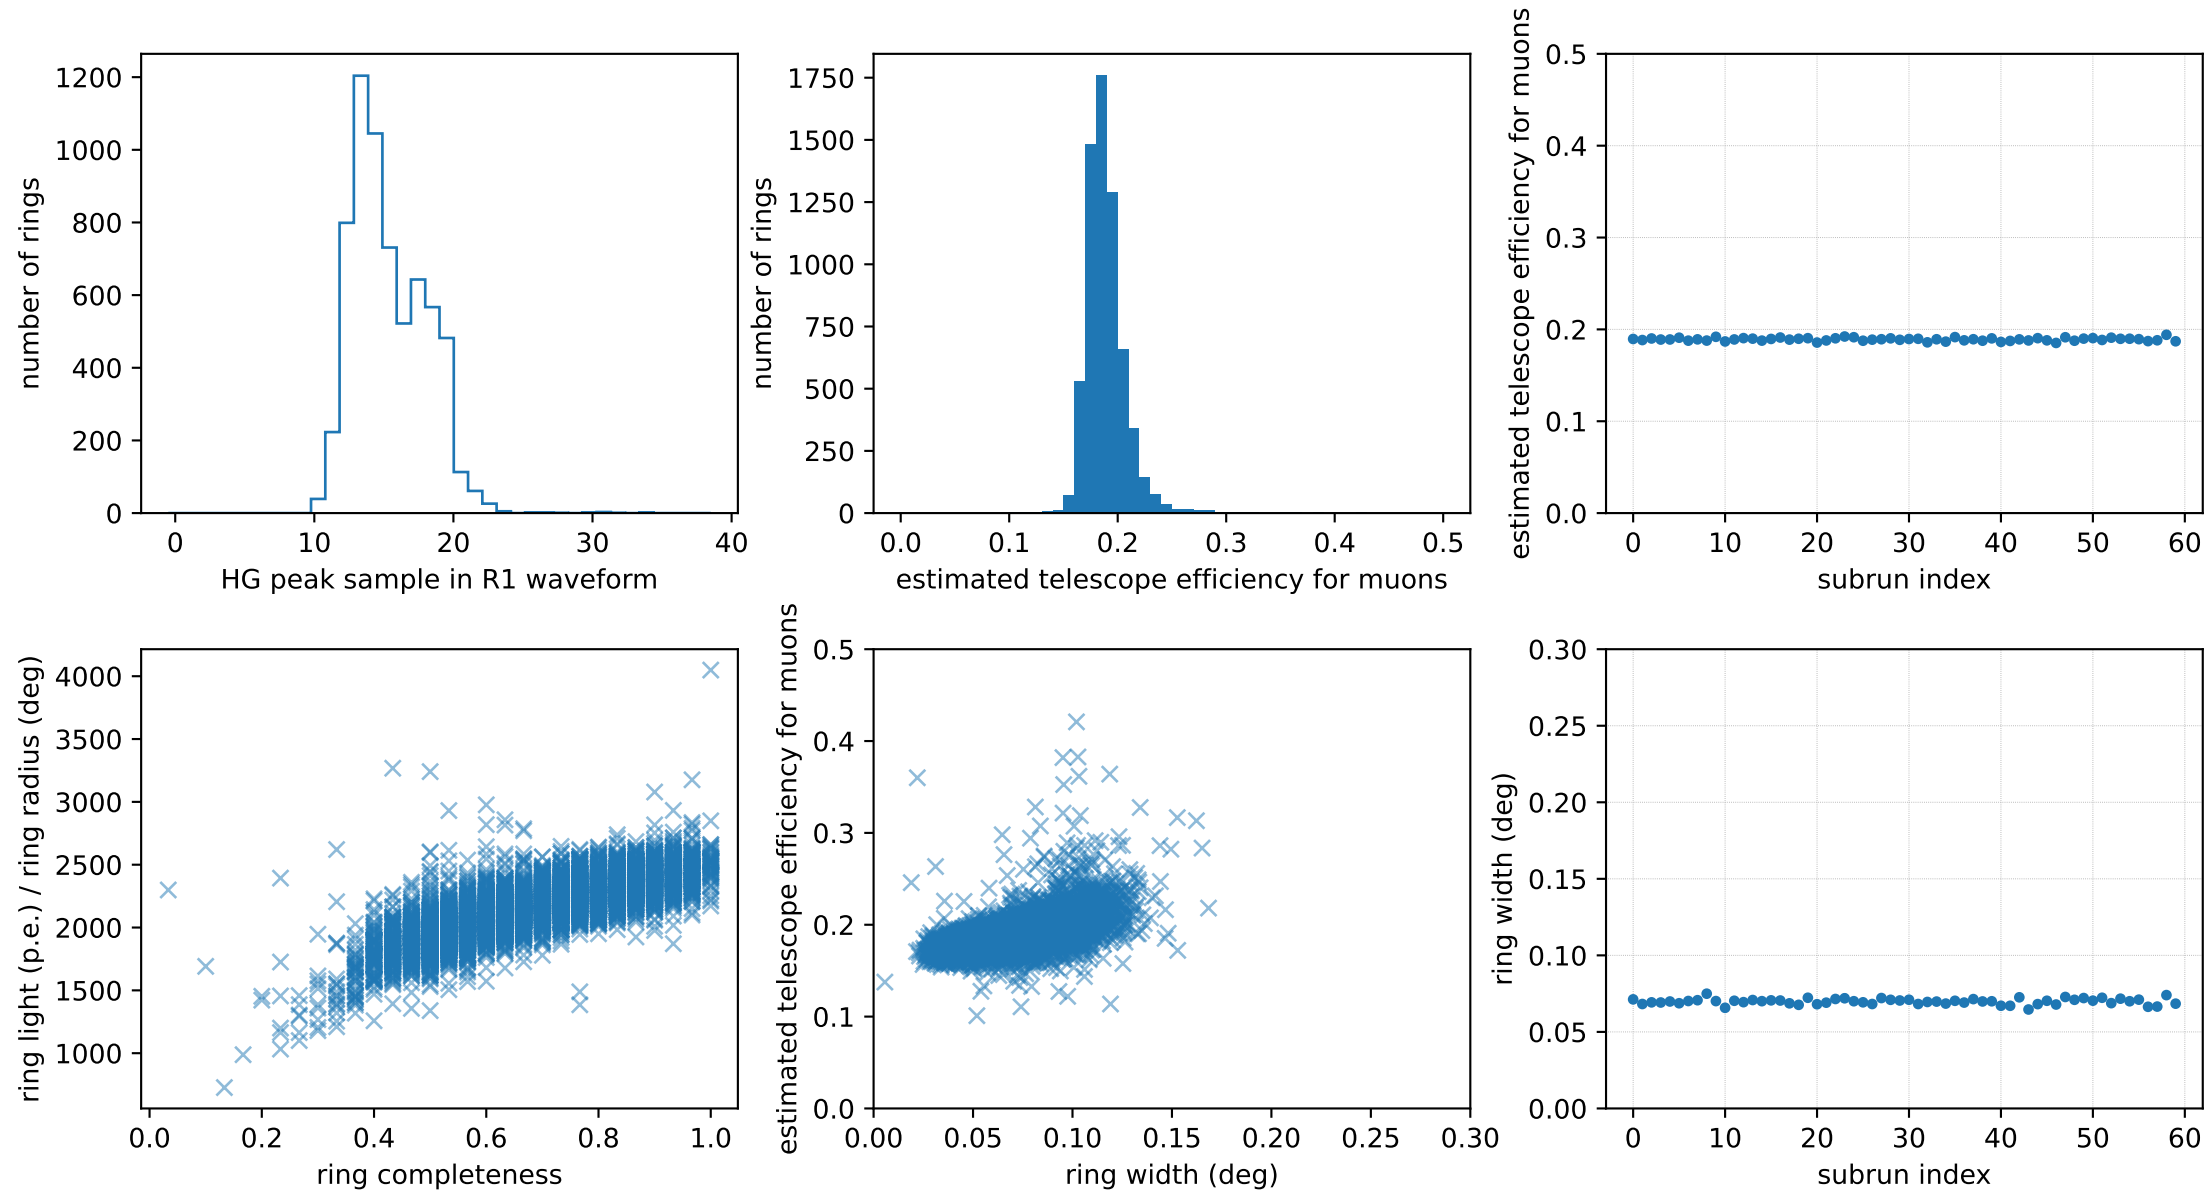 1200
1000
800
600
400
200
0
number of rings
0 10 20 30 40
HG peak sample in R1 waveform
1750
1500
1250
1000
750
500
250
0
number of rings
0.0 0.1 0.2 0.3 0.4 0.5
estimated telescope efficiency for muons
0.5
0.4
0.3
0.2
0.1
0.0
estimated telescope efficiency for muons
0 10 20 30 40 50 60
subrun index
4000
3500
3000
2500
2000
1500
1000
ring light (p.e.) / ring radius (deg)
0.0 0.2 0.4 0.6 0.8 1.0
ring completeness
0.5
0.4
0.3
0.2
0.1
0.0
estimated telescope efficiency for muons
0.00 0.05 0.10 0.15 0.20 0.25 0.30
ring width (deg)
0.30
0.25
0.20
0.15
0.10
0.05
0.00
ring width (deg)
0 10 20 30 40 50 60
subrun index